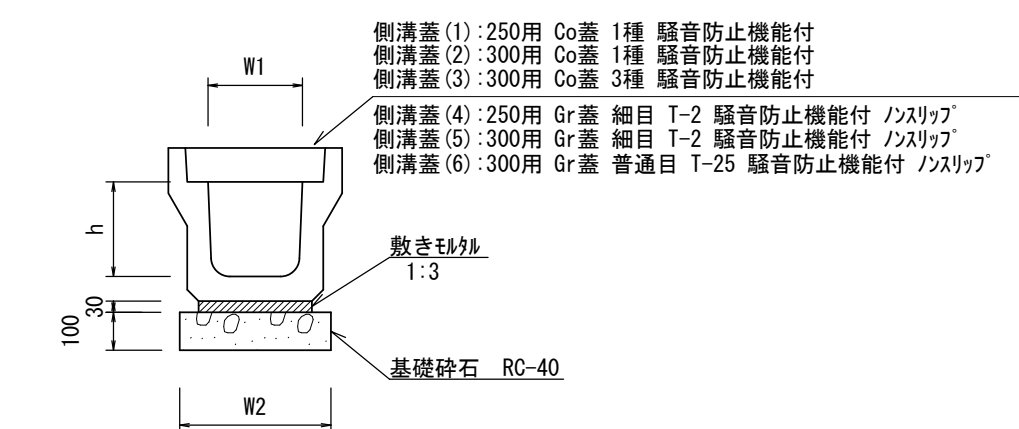 側溝蓋(1):250用 Co蓋 1種 騒音防止機能付
側溝蓋(2):300用 Co蓋 1種 騒音防止機能付
側溝蓋(3):300用 Co蓋 3種 騒音防止機能付
側溝蓋(4):250用 Gr蓋 細目 T-2 騒音防止機能付 ﾉﾝｽﾘｯﾌﾟ
側溝蓋(5):300用 Gr蓋 細目 T-2 騒音防止機能付 ﾉﾝｽﾘｯﾌﾟ
側溝蓋(6):300用 Gr蓋 普通目 T-25 騒音防止機能付 ﾉﾝｽﾘｯﾌﾟ
W1
h
敷きﾓﾙﾀﾙ
1:3
30
100
基礎砕石 RC-40
W2